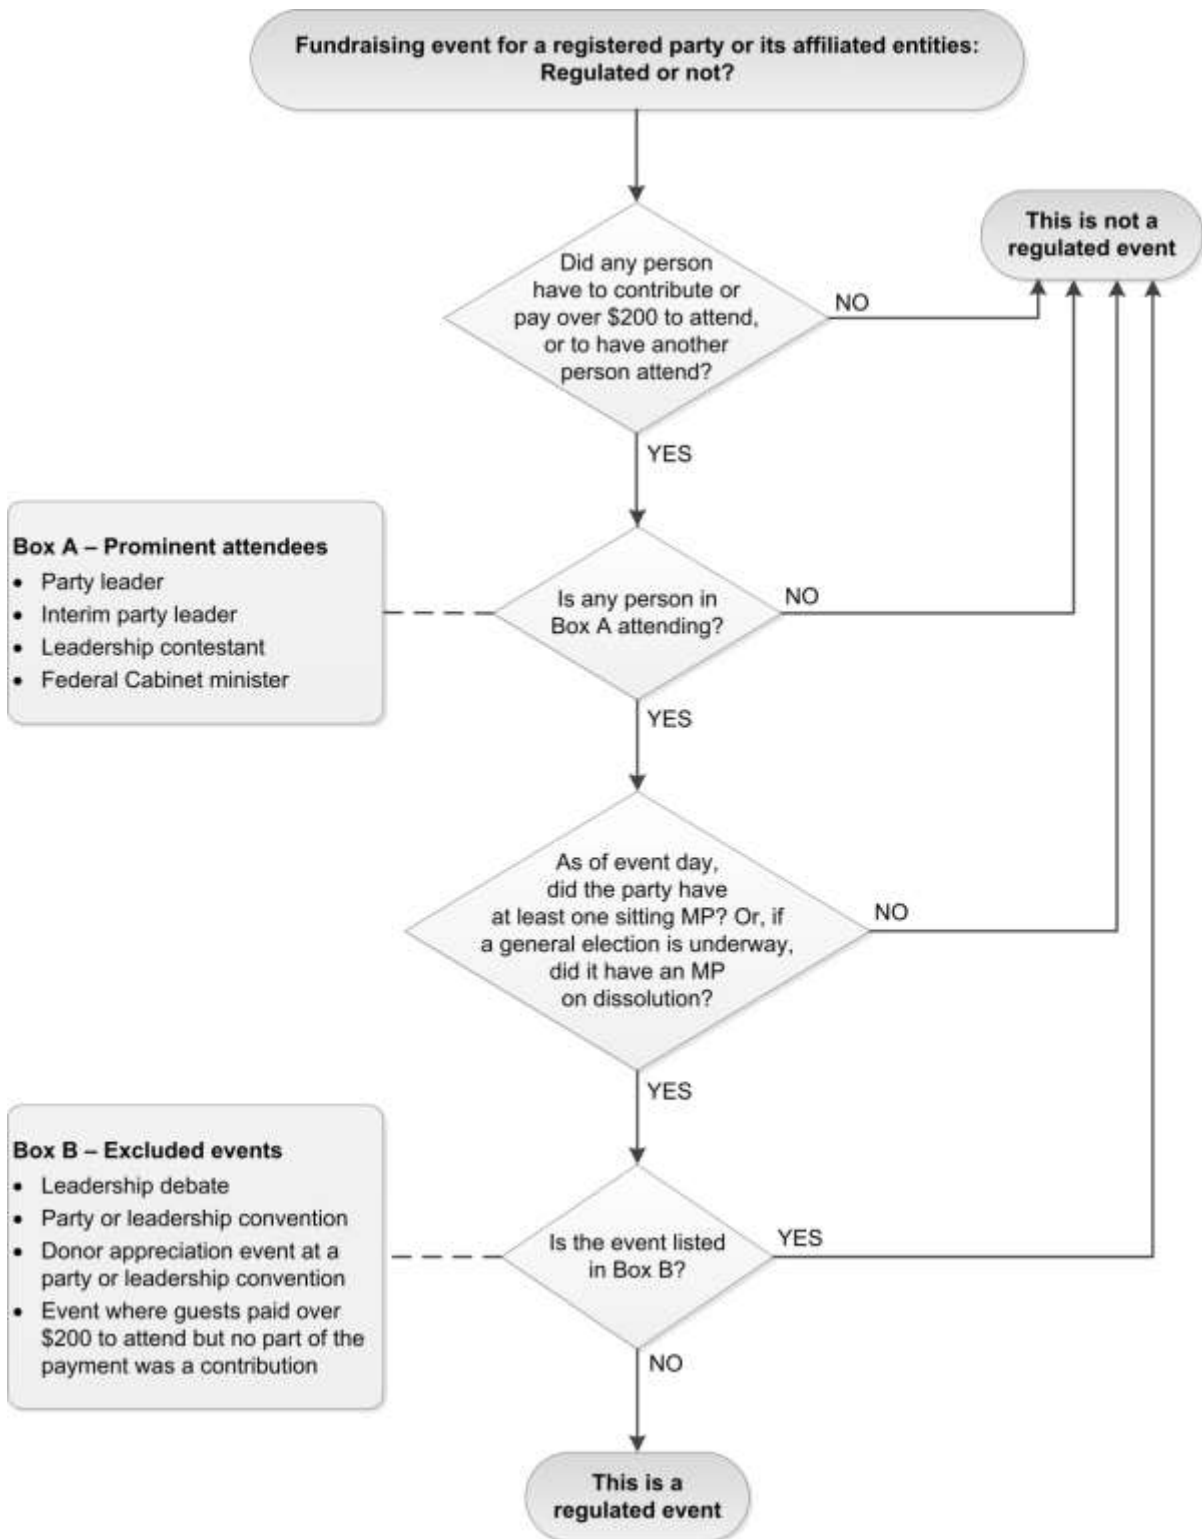 Fundraising event for a registered party or its affiliated entities:
Regulated or not?
This is not a
regulated event
Did any person
have to contribute or
pay over $200 to attend,
or to have another
person attend?
NO
YES
Box A – Prominent attendees
• Party leader
• Interim party leader
• Leadership contestant
• Federal Cabinet minister
Is any person in
Box A attending?
NO
YES
As of event day,
did the party have
at least one sitting MP? Or, if
a general election is underway,
did it have an MP
on dissolution?
NO
YES
Box B – Excluded events
• Leadership debate
• Party or leadership convention
• Donor appreciation event at a
party or leadership convention
• Event where guests paid over
$200 to attend but no part of the
payment was a contribution
Is the event listed
in Box B?
YES
NO
This is a
regulated event